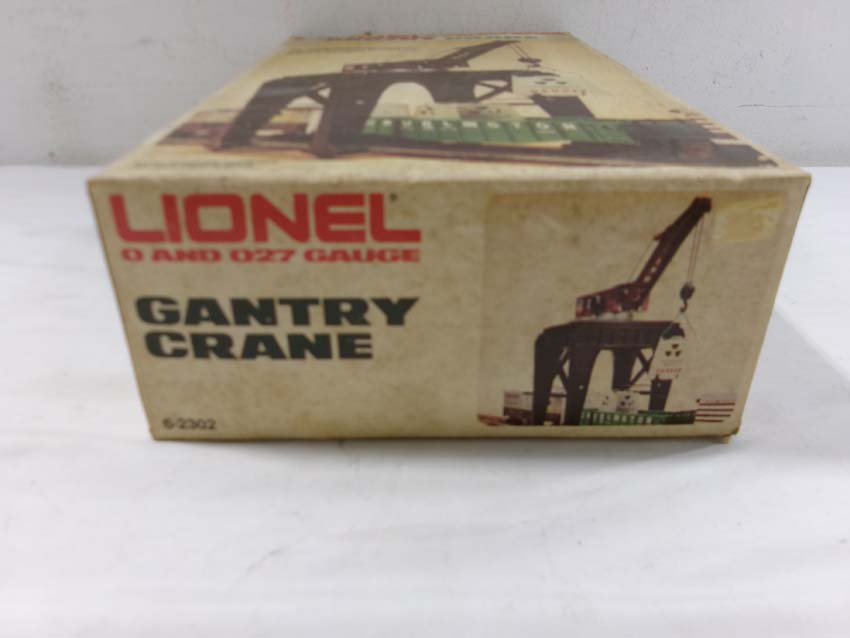 LIONEL
O AND O27 GAUGE
GANTRY
CRANE
6-2302